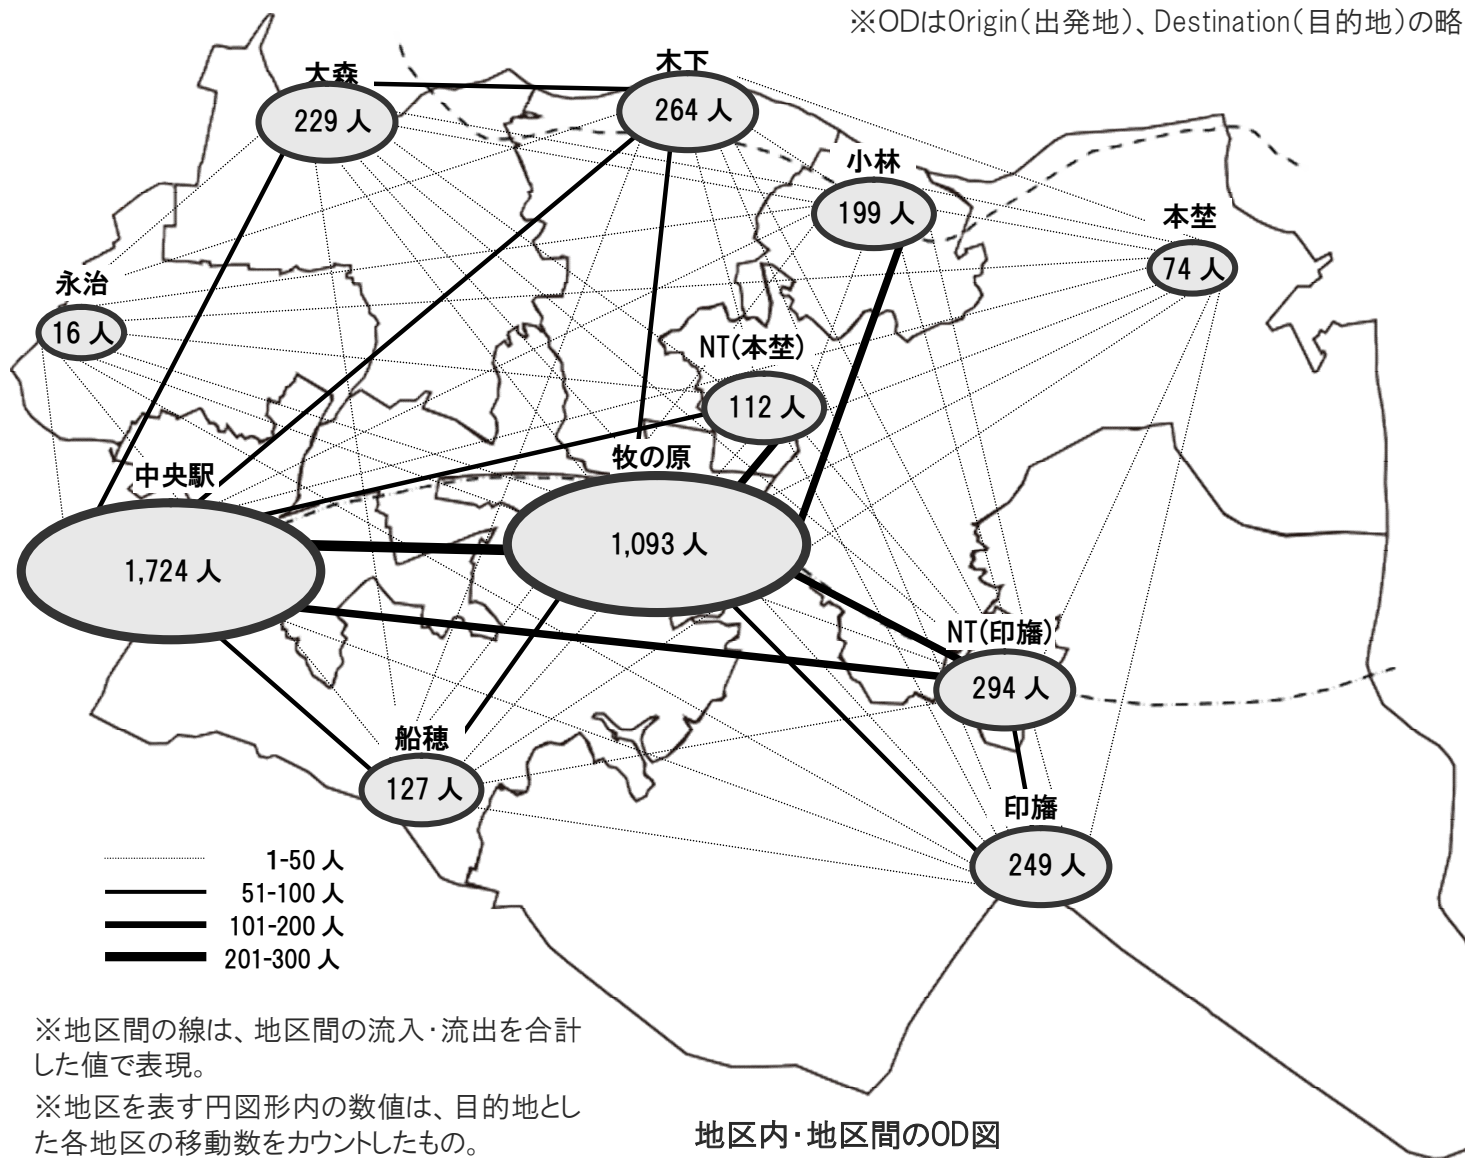 ※ODはOrigin(出発地)、Destination(目的地)の略
大森
229 人
木下
264 人
小林
199 人
本埜
74 人
永治
16 人
NT(本埜)
112 人
中央駅
1,724 人
牧の原
1,093 人
NT(印旛)
294 人
船穂
127 人
印旛
249 人
1-50 人
51-100 人
101-200 人
201-300 人
※地区間の線は、地区間の流入・流出を合計
した値で表現。
※地区を表す円図形内の数値は、目的地とし
た各地区の移動数をカウントしたもの。
地区内・地区間のOD図